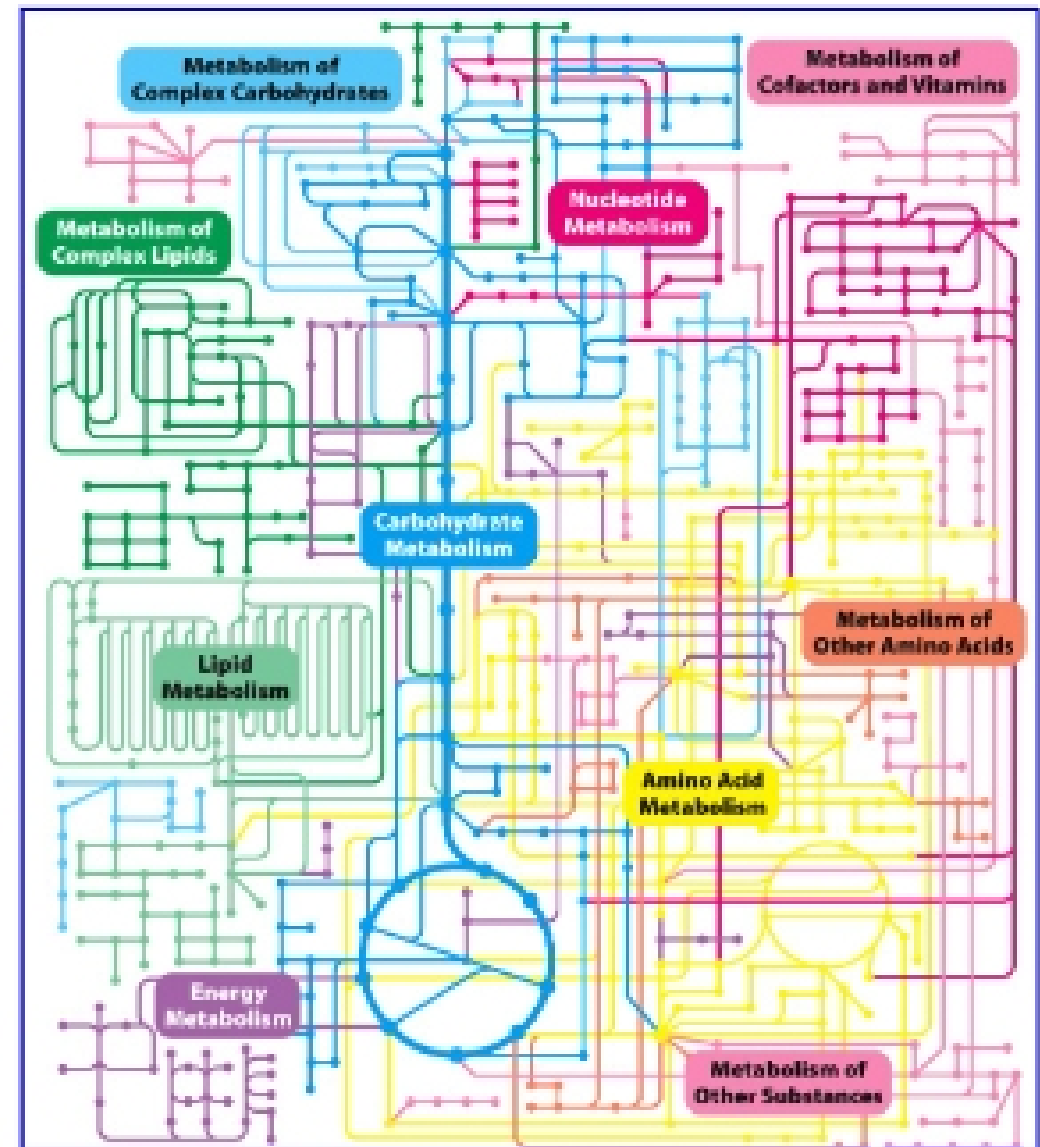 Metabolism of
Complex Carbohydrates
Metabolism of
Cofactors and Vitamins
Nucleotide
Metabolism
Metabolism of
Complex Lipids
Carbohydrate
Metabolism
Metabolism of
Other Amino Acids
Lipid
Metabolism
Amino Acid
Metabolism
Energy
Metabolism
Metabolism of
Other Substances